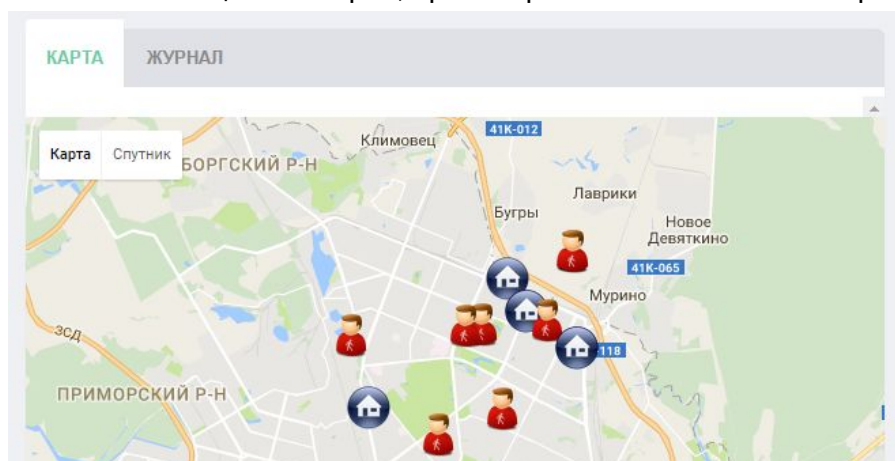 КАРТА ЖУРНАЛ
Карта Спутник
Климовец
41К-012
БОРГСКИЙ Р-Н
Лаврики
Бугры
Новое
Девяткино
41К-065
Мурино
ЗСД
-118
ПРИМОРСКИЙ Р-Н